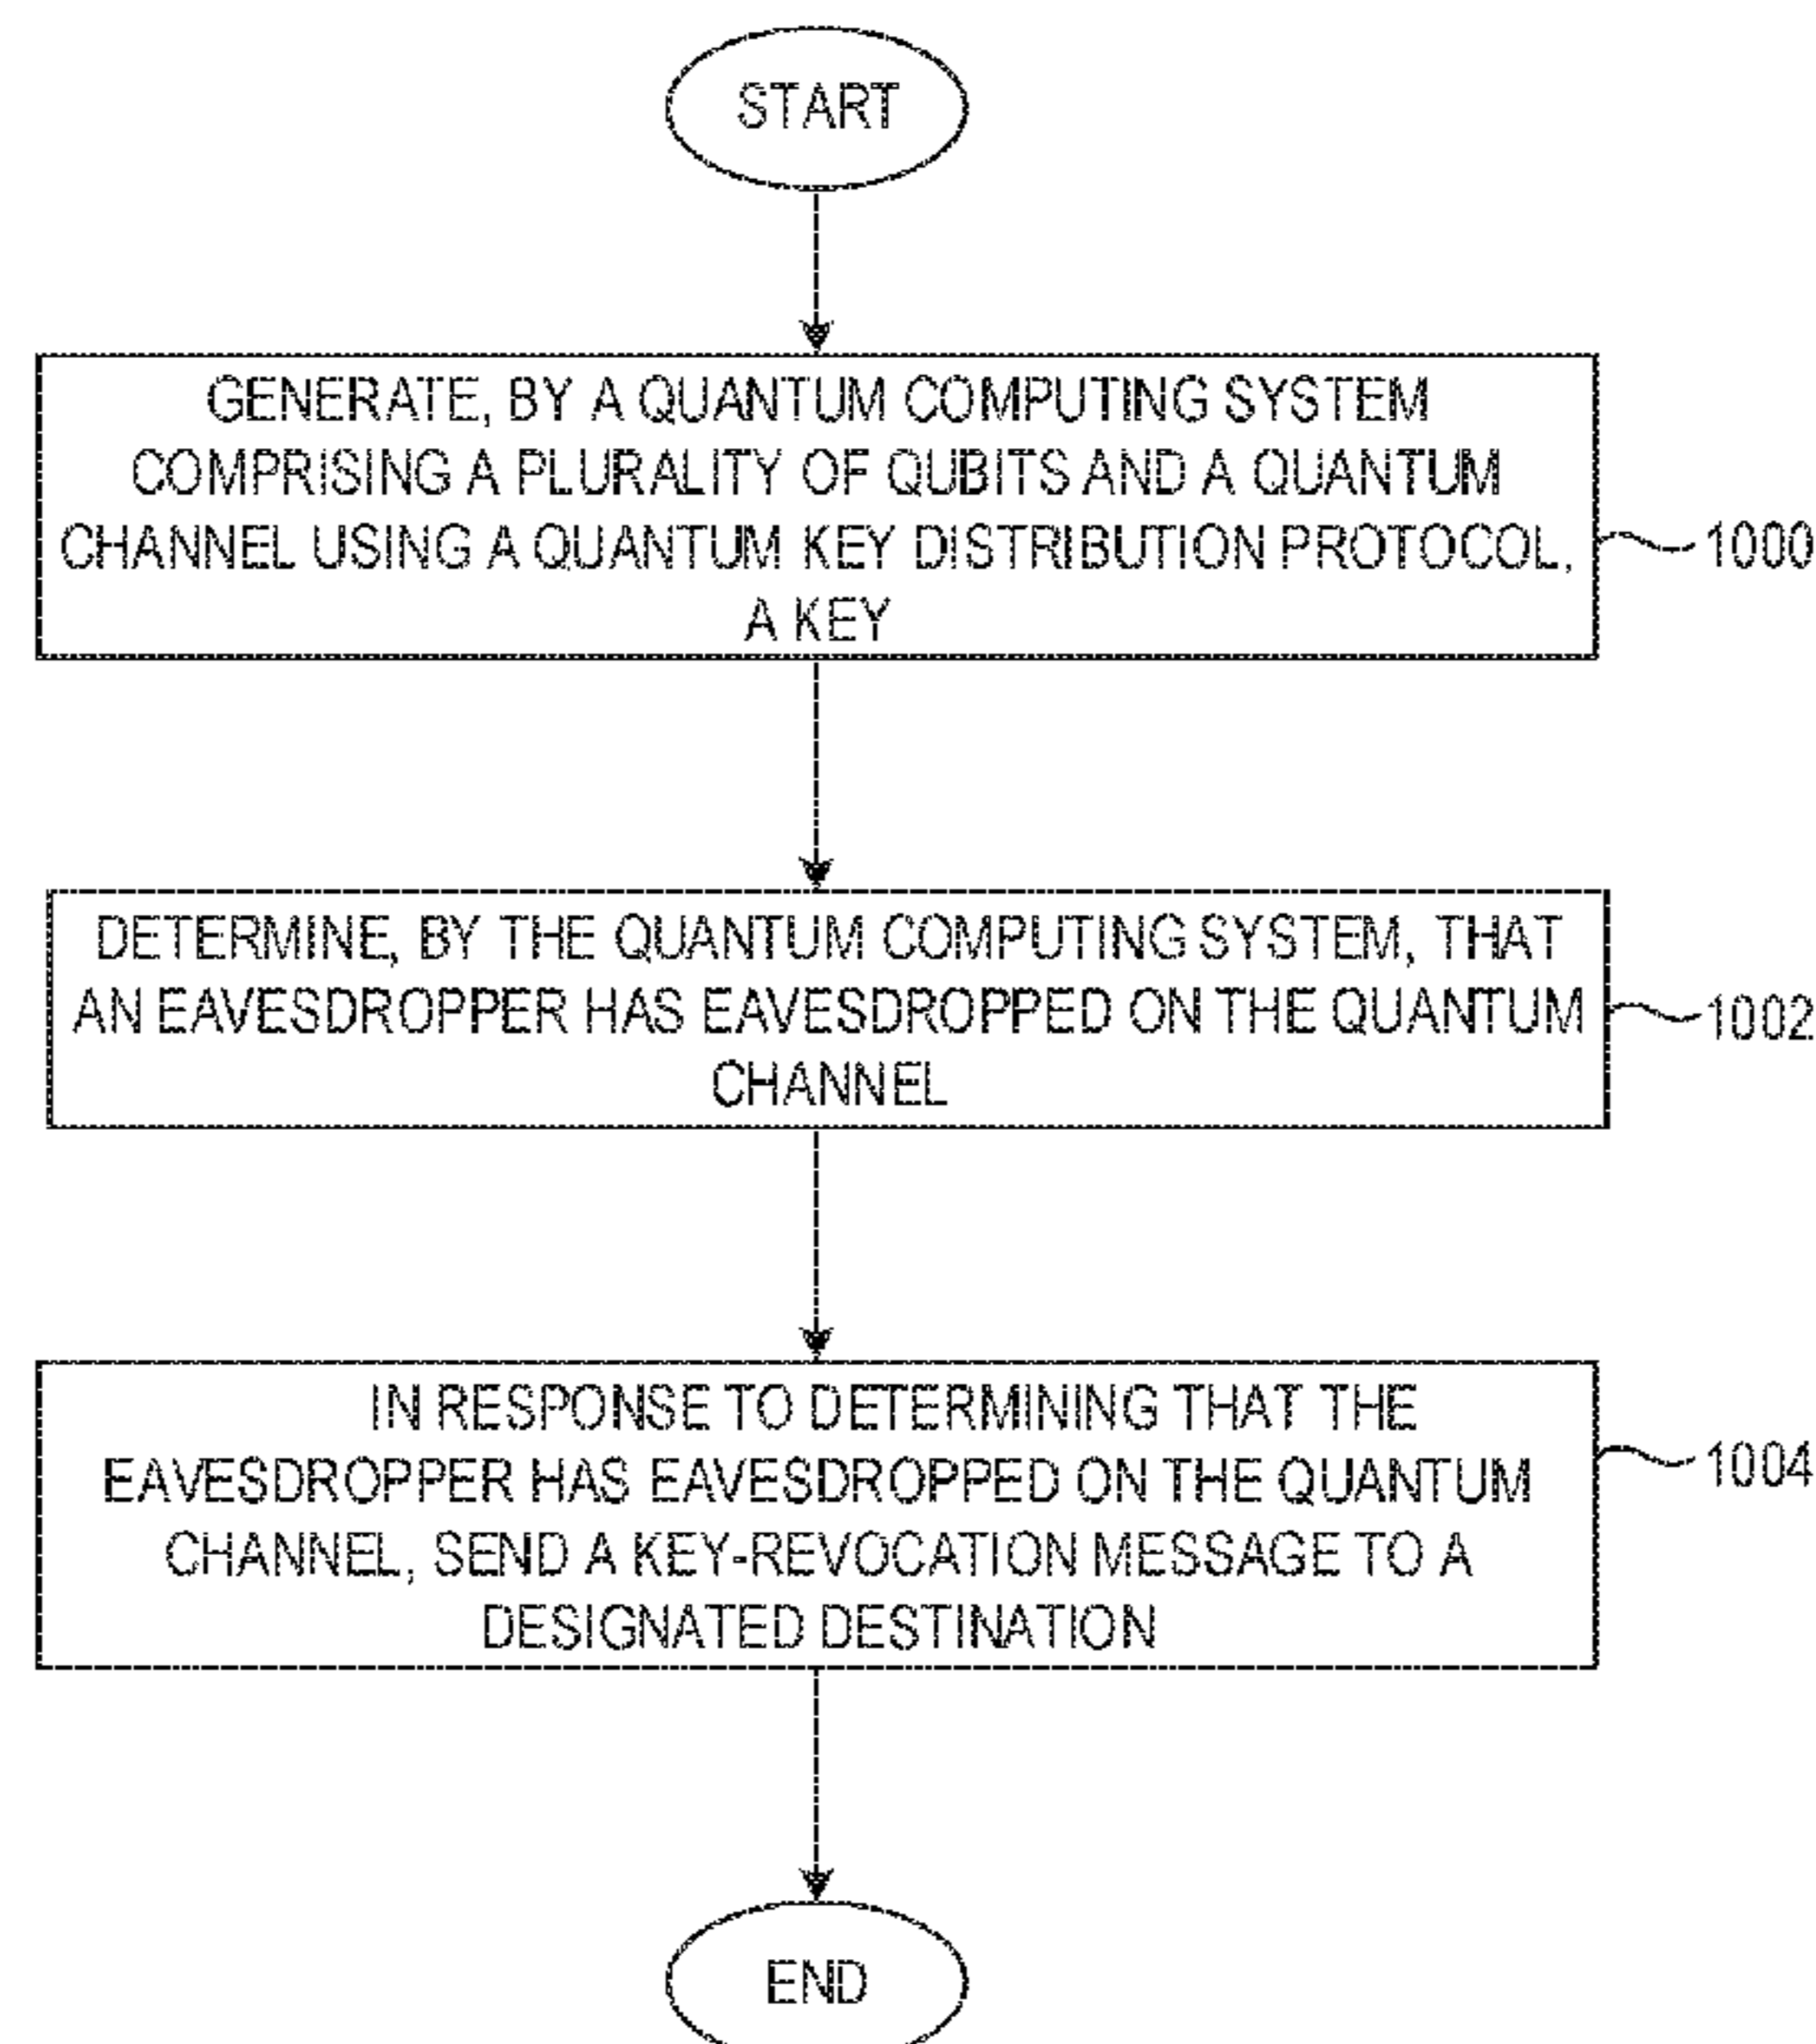 START
GENERATE, BY A QUANTUM COMPUTING SYSTEM
COMPRISING A PLURALITY OF QUBITS AND A QUANTUM
CHANNEL USING A QUANTUM KEY DISTRIBUTION PROTOCOL,
A KEY
1000
DETERMINE, BY THE QUANTUM COMPUTING SYSTEM, THAT
AN EAVESDROPPER HAS EAVESDROPPED ON THE QUANTUM
CHANNEL
1002
IN RESPONSE TO DETERMINING THAT THE
EAVESDROPPER HAS EAVESDROPPED ON THE QUANTUM
CHANNEL, SEND A KEY-REVOCATION MESSAGE TO A
DESIGNATED DESTINATION
1004
END